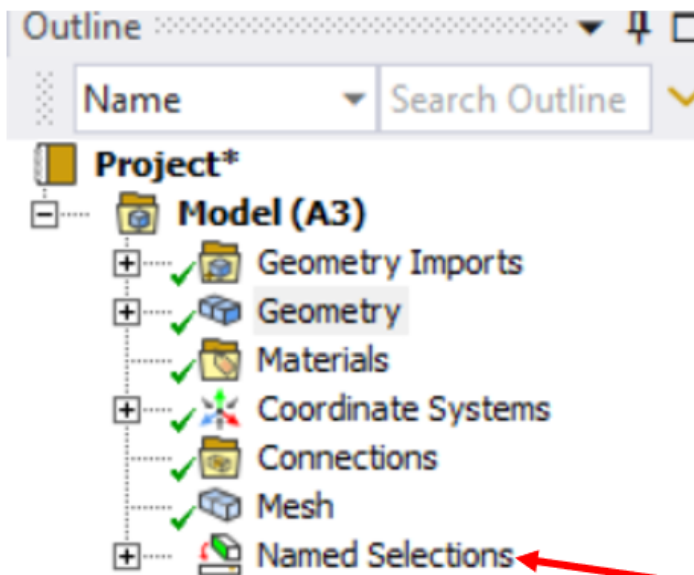 Outline
Name Search Outline
Project*
Model (A3)
Geometry Imports
Geometry
Materials
Coordinate Systems
Connections
Mesh
Named Selections